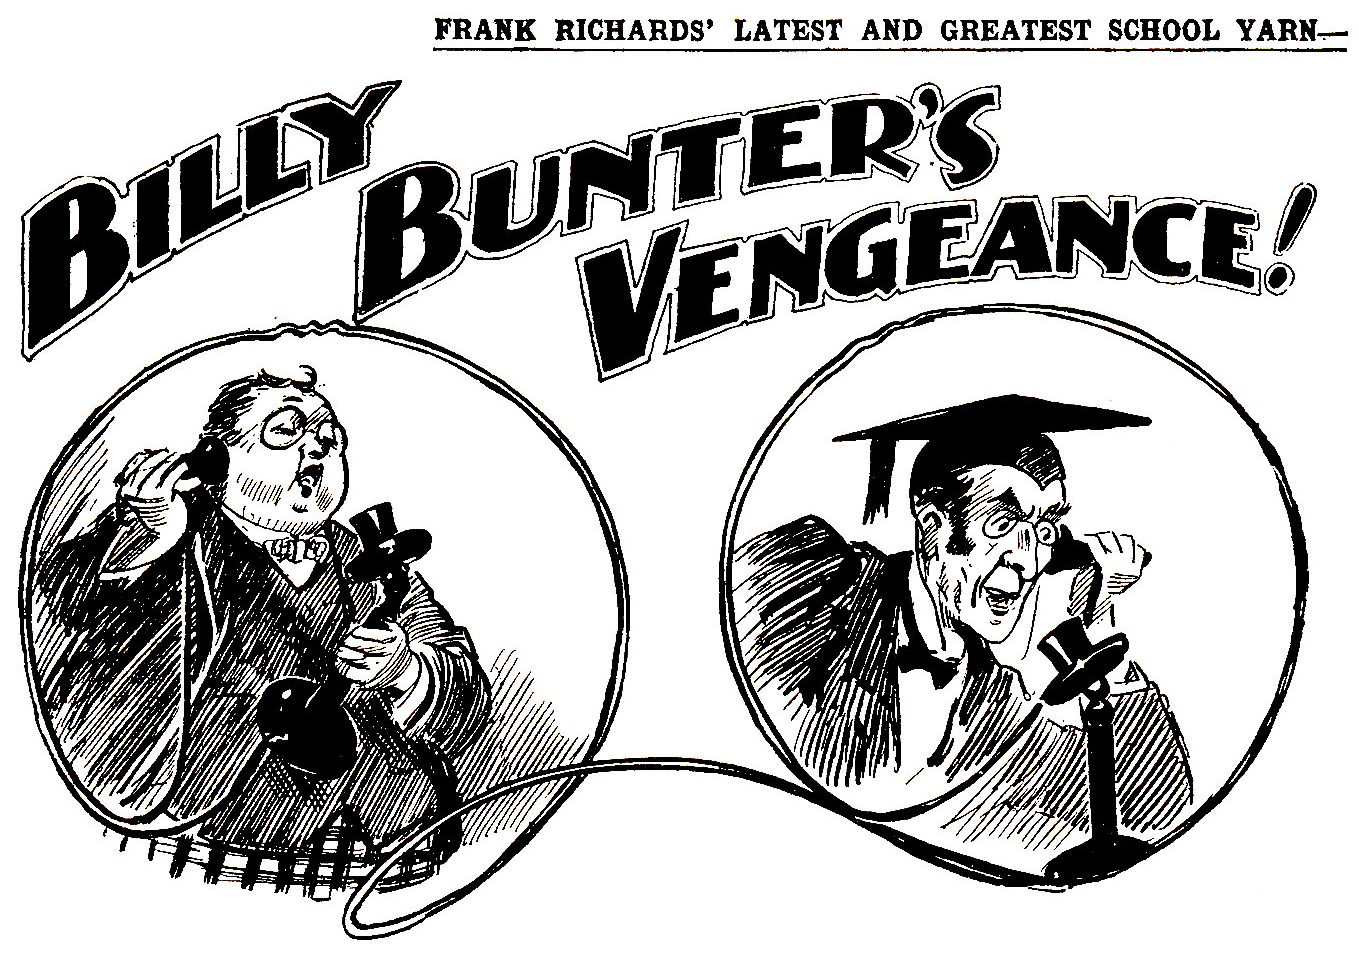 FRANK RICHARDS' LATEST AND GREATEST SCHOOL YARN—
BILLY
BUNTER'S
VENGEANCE!